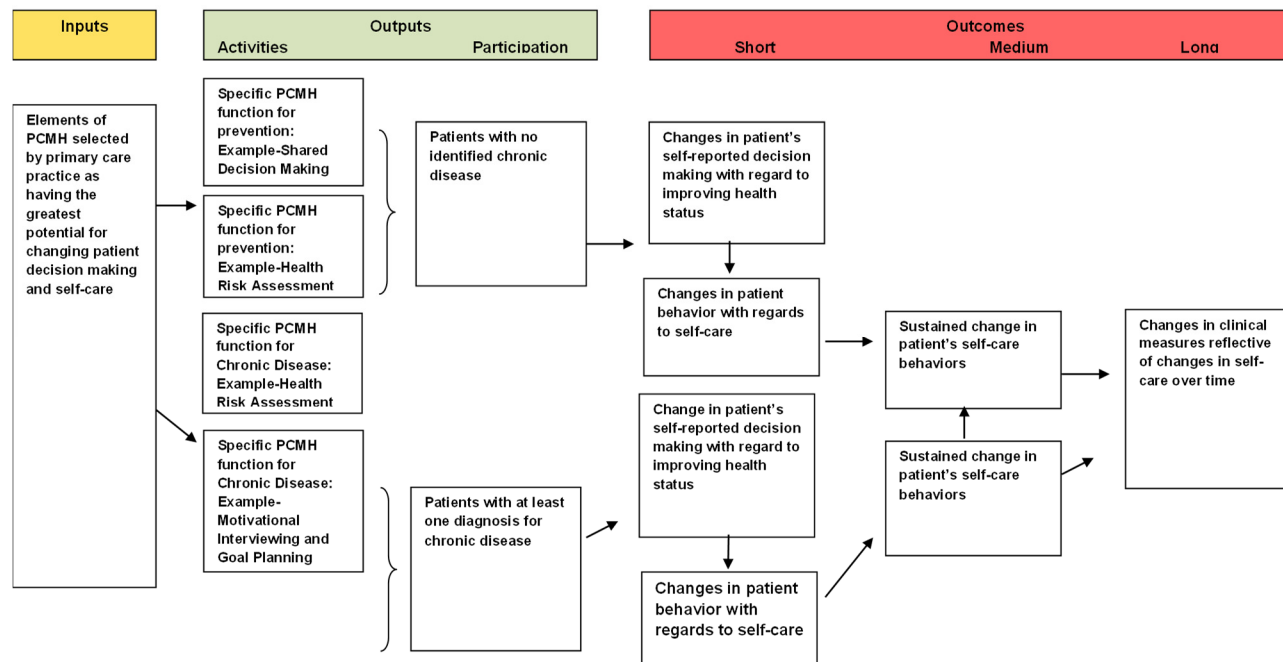 Inputs
Outputs
Activities Participation
Outcomes
Short Medium Long
Elements of
PCMH selected
by primary care
practice as
having the
greatest
potential for
changing patient
decision making
and self-care
Specific PCMH
function for
prevention:
Example-Shared
Decision Making
Specific PCMH
function for
prevention:
Example-Health
Risk Assessment
Specific PCMH
function for
Chronic Disease:
Example-Health
Risk Assessment
Specific PCMH
function for
Chronic Disease:
Example-
Motivational
Interviewing and
Goal Planning
Patients with no
identified chronic
disease
Patients with at least
one diagnosis for
chronic disease
Changes in patient's
self-reported decision
making with regard to
improving health
status
Changes in patient
behavior with regards
to self-care
Change in patient's
self-reported decision
making with regard to
improving health
status
Changes in patient
behavior with
regards to self-care
Sustained change in
patient's self-care
behaviors
Sustained change in
patient's self-care
behaviors
Changes in clinical
measures reflective
of changes in self-
care over time